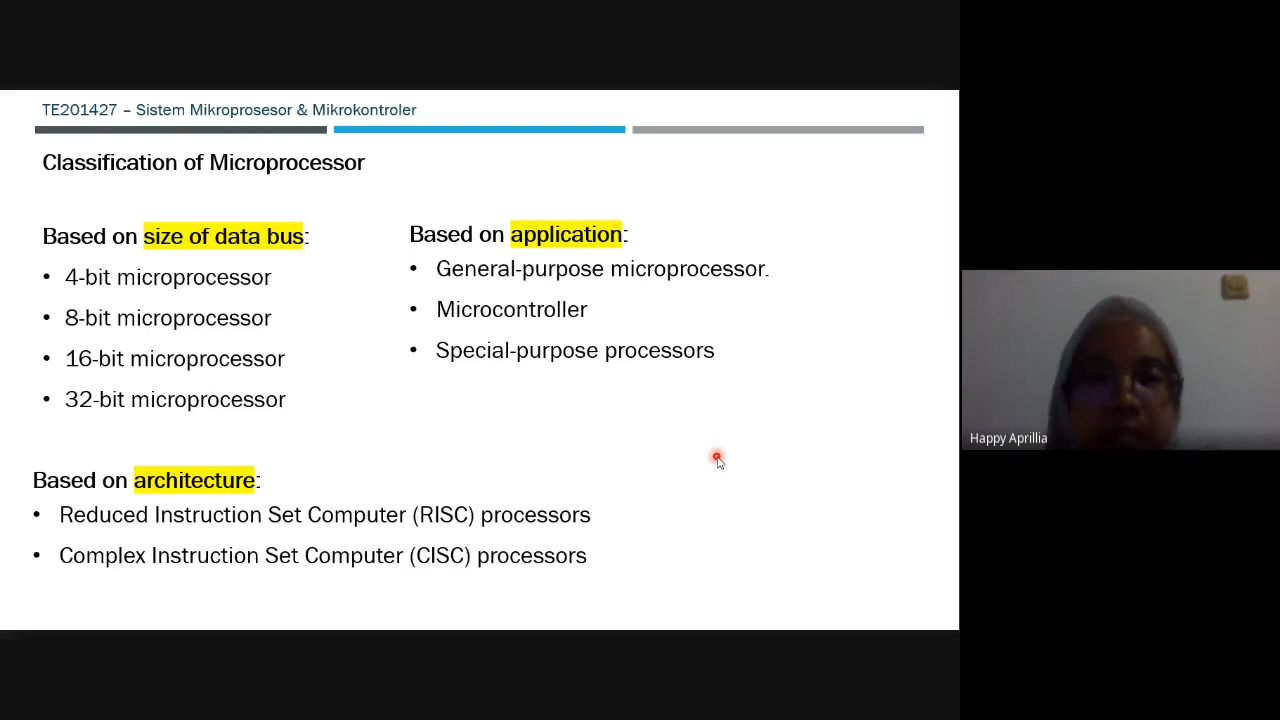 TE201427 – Sistem Mikroprosesor & Mikrokontroler
Classification of Microprocessor
Based on size of data bus:
• 4-bit microprocessor
• 8-bit microprocessor
• 16-bit microprocessor
• 32-bit microprocessor
Based on application:
• General-purpose microprocessor.
• Microcontroller
• Special-purpose processors
Based on architecture:
• Reduced Instruction Set Computer (RISC) processors
• Complex Instruction Set Computer (CISC) processors
Happy Aprillia